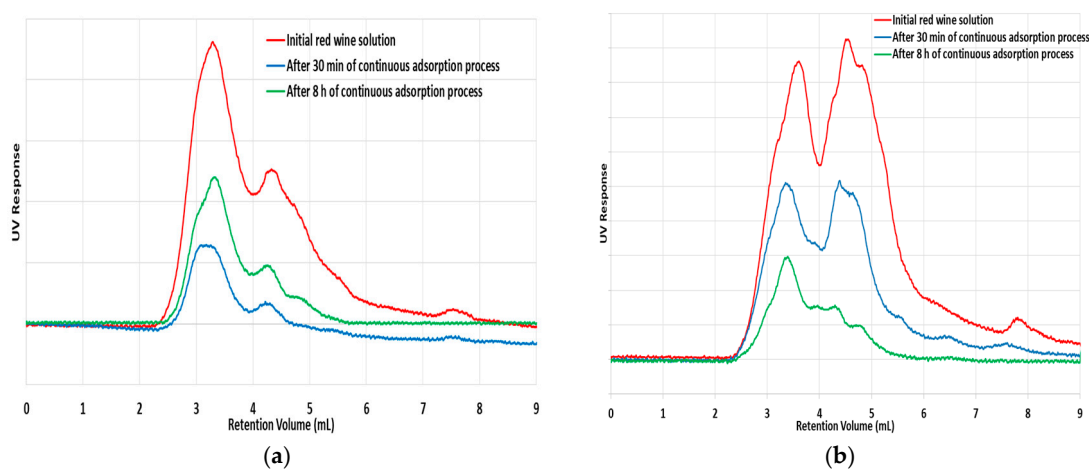 (a)
Initial red wine solution
After 30 min of continuous adsorption process
After 8 h of continuous adsorption process
UV Response
0 1 2 3 4 5 6 7 8 9
Retention Volume (mL)
(b)
Initial red wine solution
After 30 min of continuous adsorption process
After 8 h of continuous adsorption process
UV Response
0 1 2 3 4 5 6 7 8 9
Retention Volume (mL)
(a)
(b)